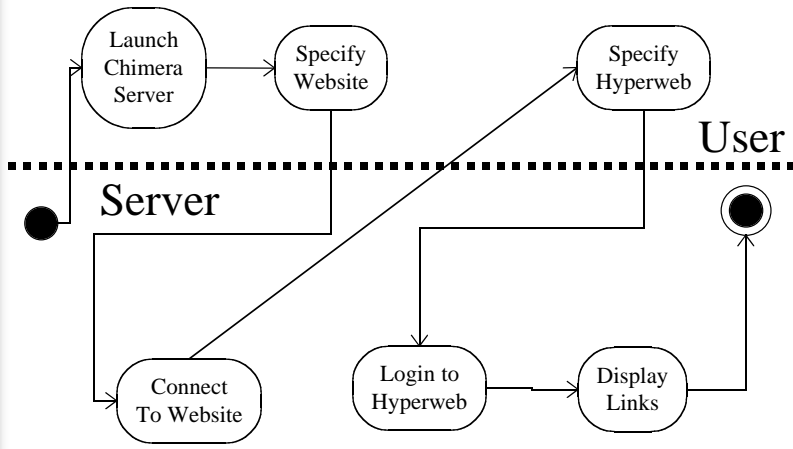 Launch
Chimera
Server
Specify
Website
Specify
Hyperweb
User
Server
Connect
To Website
Login to
Hyperweb
Display
Links